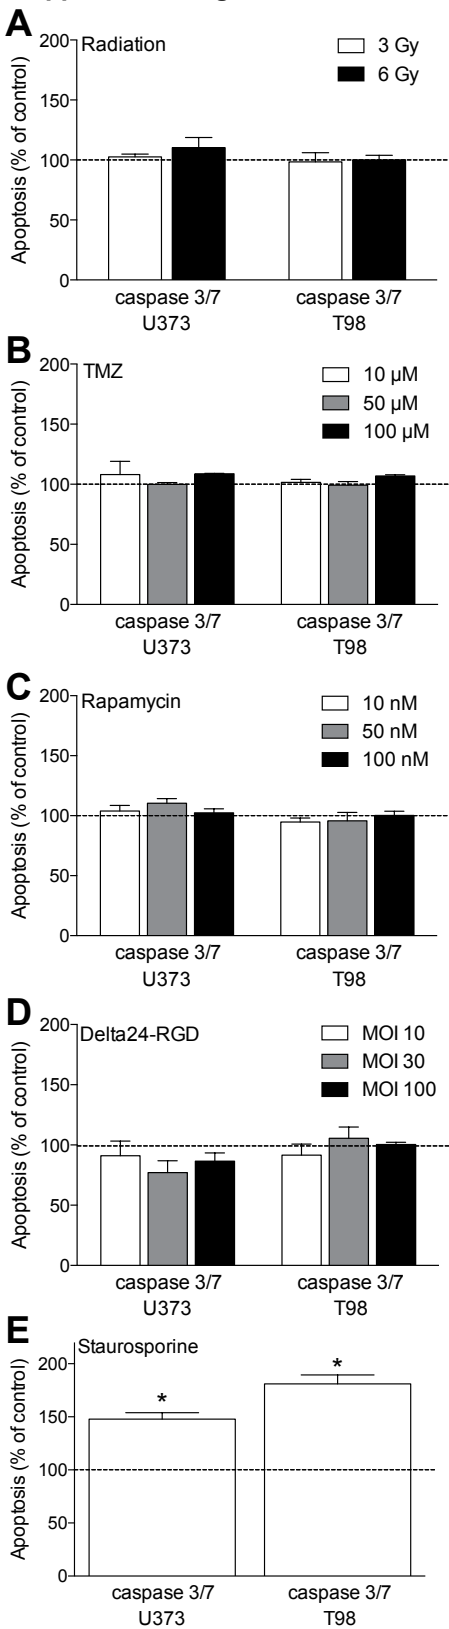 A
Radiation
3 Gy
6 Gy
Apoptosis (% of control)
200
150
100
50
0
caspase 3/7 caspase 3/7
U373 T98
B
TMZ
10 µM
50 µM
100 µM
Apoptosis (% of control)
200
150
100
50
0
caspase 3/7 caspase 3/7
U373 T98
C
Rapamycin
10 nM
50 nM
100 nM
Apoptosis (% of control)
200
150
100
50
0
caspase 3/7 caspase 3/7
U373 T98
D
Delta24-RGD
MOI 10
MOI 30
MOI 100
Apoptosis (% of control)
200
150
100
50
0
caspase 3/7 caspase 3/7
U373 T98
E
Staurosporine
Apoptosis (% of control)
200
150
100
50
0
* *
caspase 3/7 caspase 3/7
U373 T98